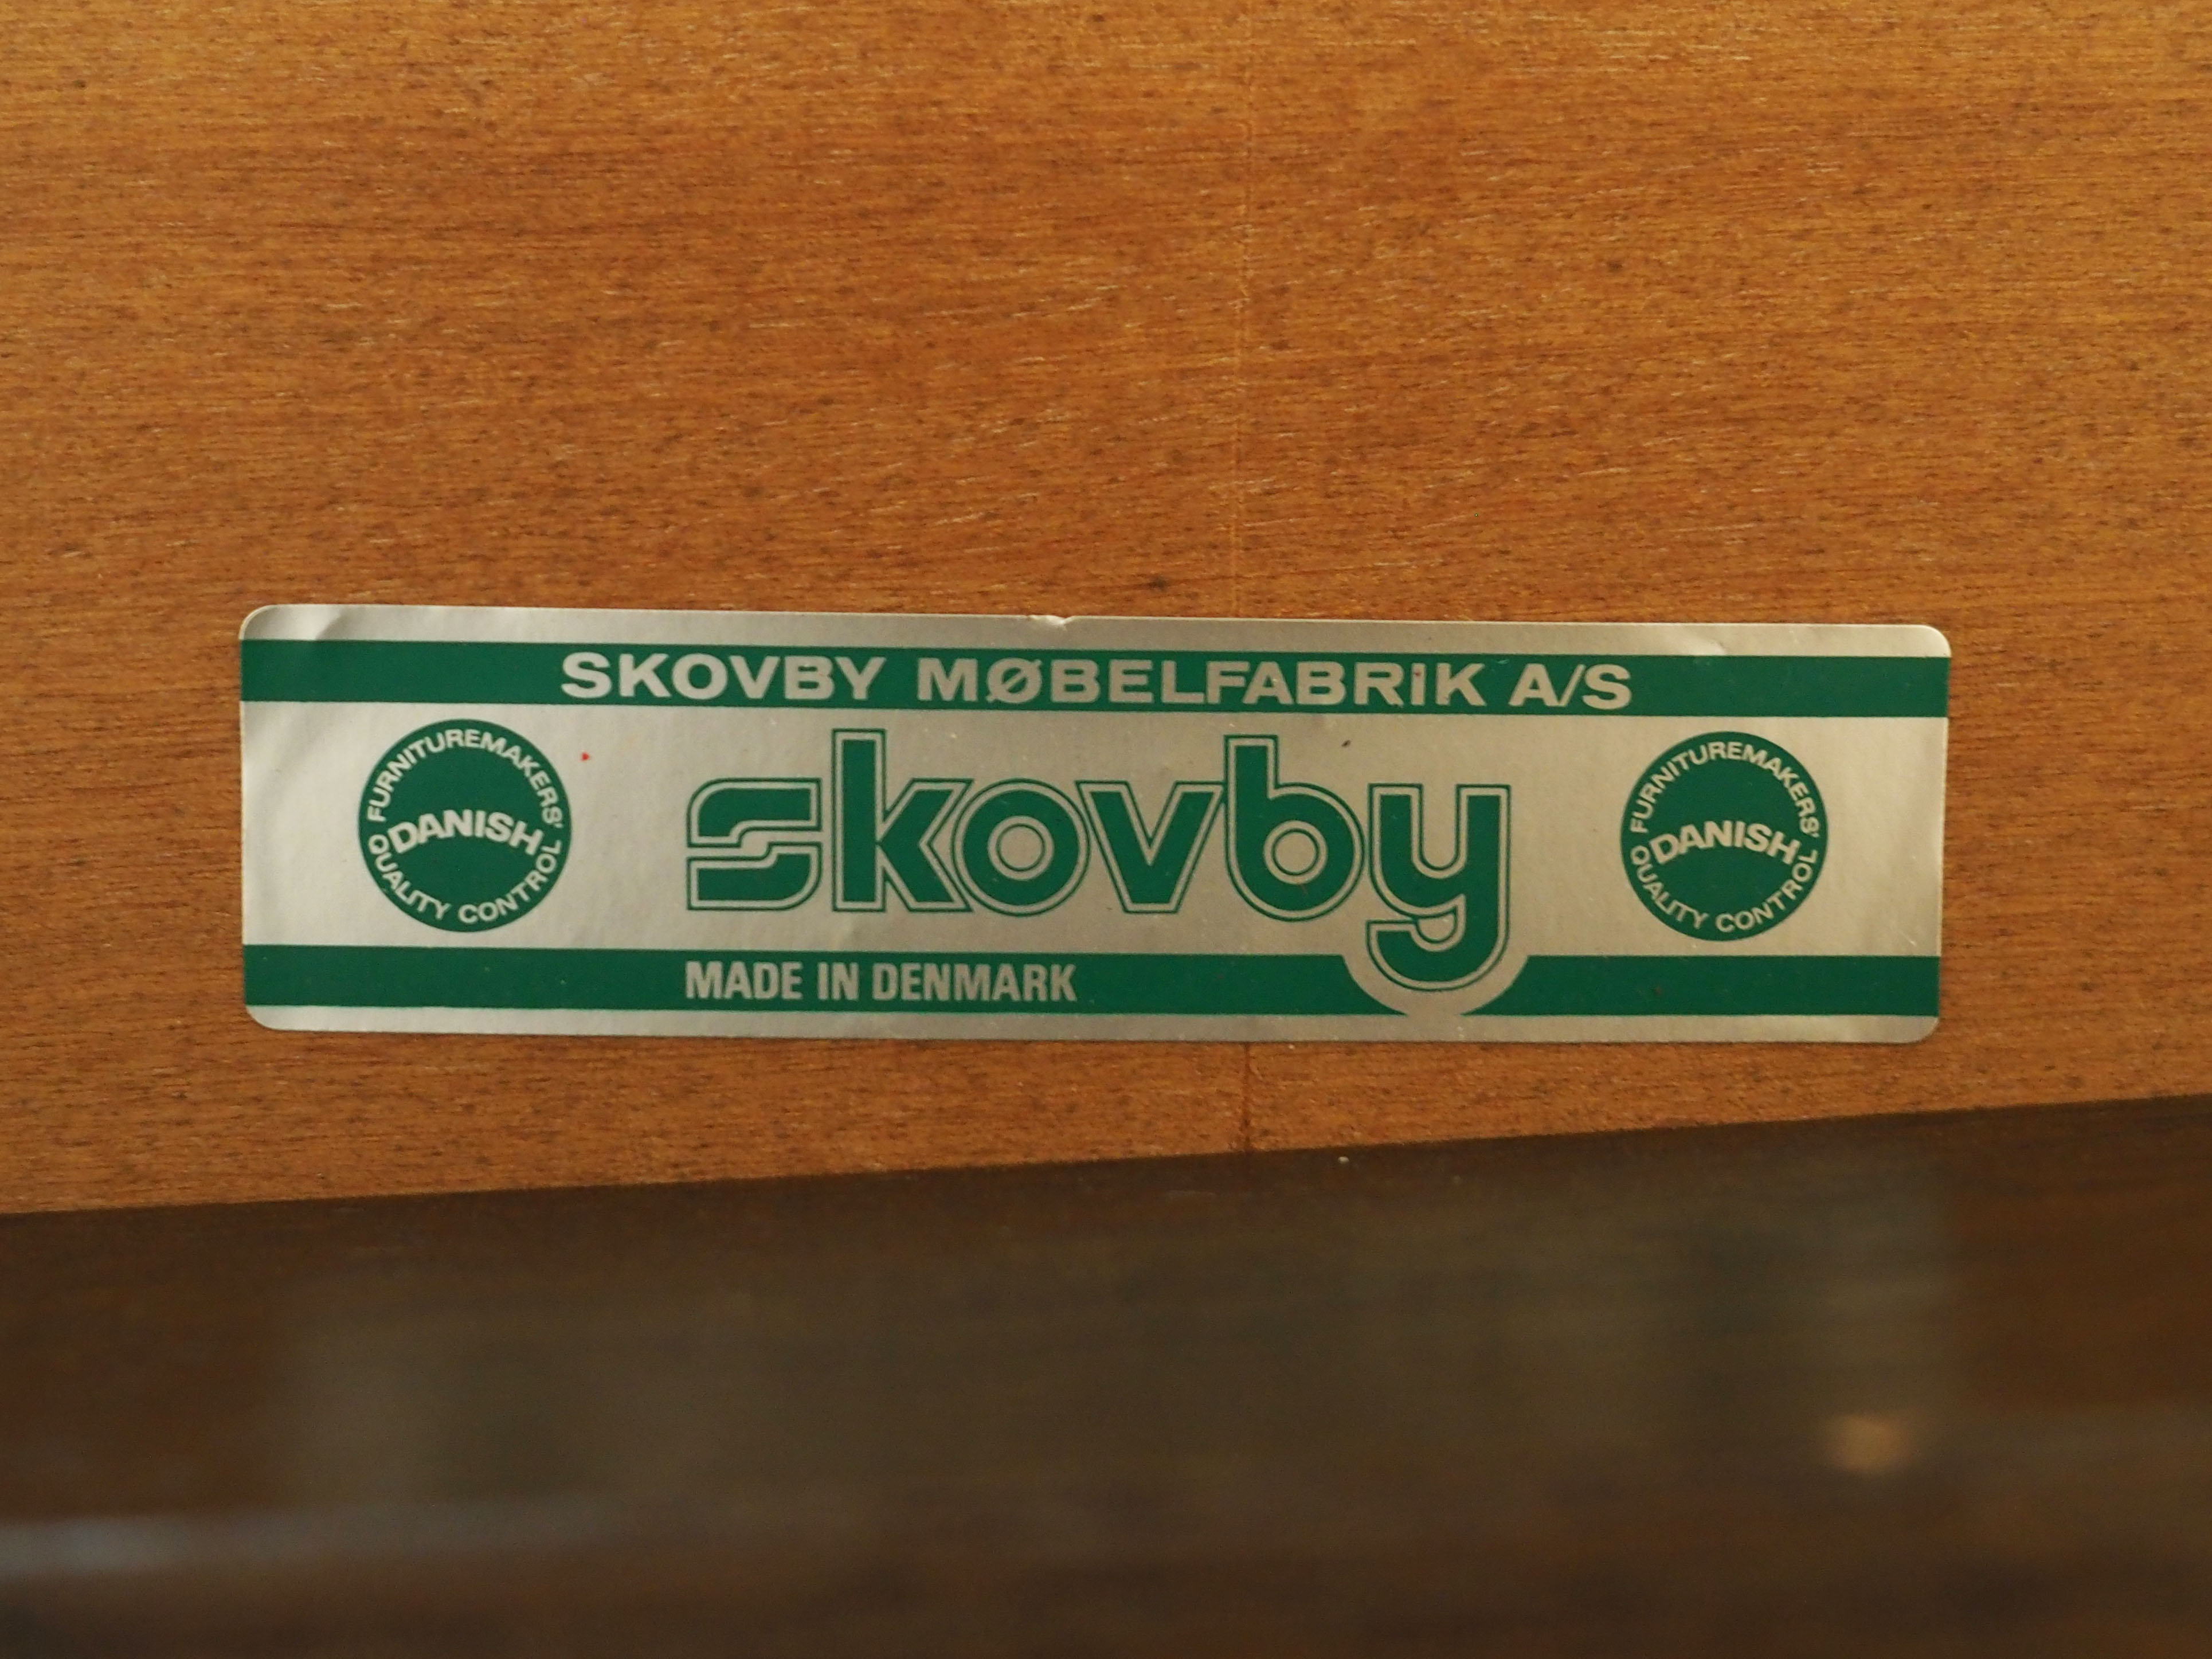 SKOVBY MØBELFABRIK A/S
FURNITUREMAKERS'
DANISH
QUALITY CONTROL
skovby
FURNITUREMAKERS'
DANISH
QUALITY CONTROL
MADE IN DENMARK